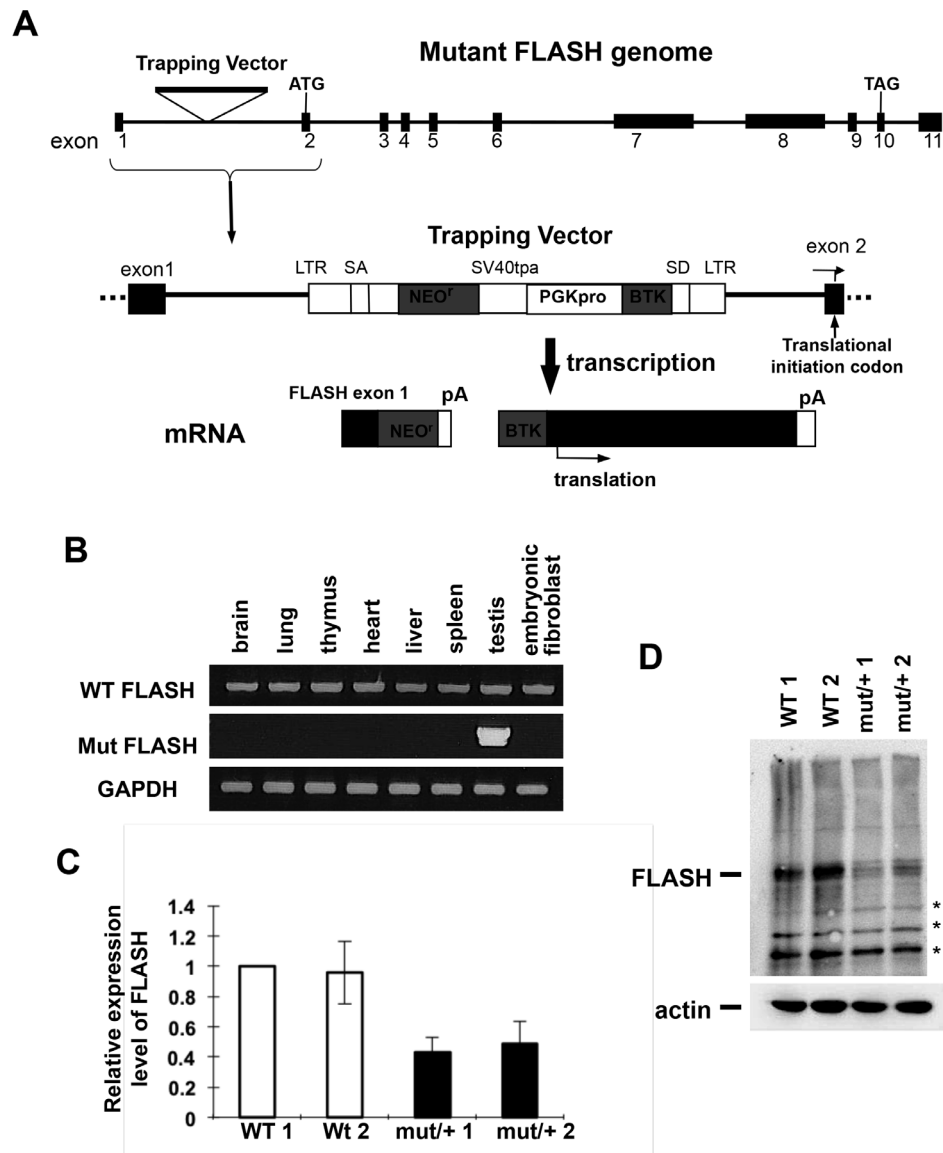 A
Mutant FLASH genome
Trapping Vector
ATG
TAG
exon 1 2 3 4 5 6 7 8 9 10 11
Trapping Vector
exon1
LTR SA SV40tpa SD LTR
exon 2
NEOr PGKpro BTK
Translational
initiation codon
transcription
mRNA
FLASH exon 1
pA
pA
NEOr
BTK
translation
B
brain
lung
thymus
heart
liver
spleen
testis
embryonic
fibroblast
WT FLASH
Mut FLASH
GAPDH
C
Relative expression
level of FLASH
1.4
1.2
1
0.8
0.6
0.4
0.2
0
WT 1 Wt 2 mut/+ 1 mut/+ 2
D
WT 1
WT 2
mut/+ 1
mut/+ 2
FLASH
*
*
*
actin